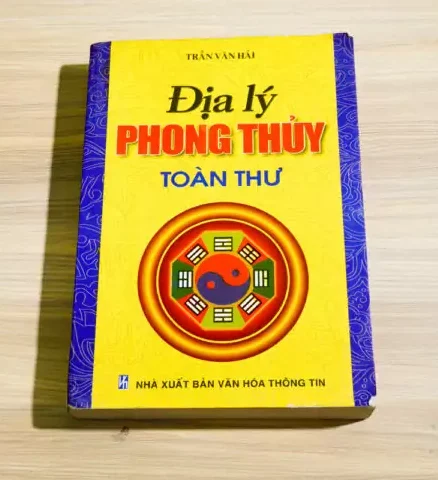 TRẦN VĂN HẢI
Địa lý
PHONG THỦY
TOÀN THƯ
NHÀ XUẤT BẢN VĂN HÓA THÔNG TIN